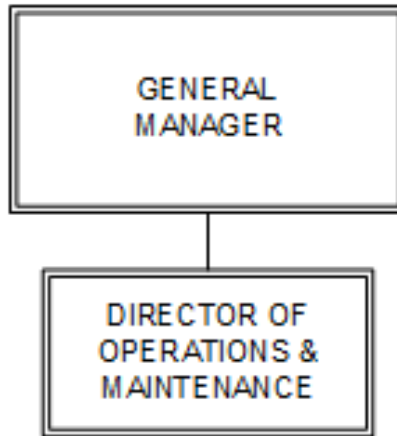 GENERAL
MANAGER
DIRECTOR OF
OPERATIONS &
MAINTENANCE